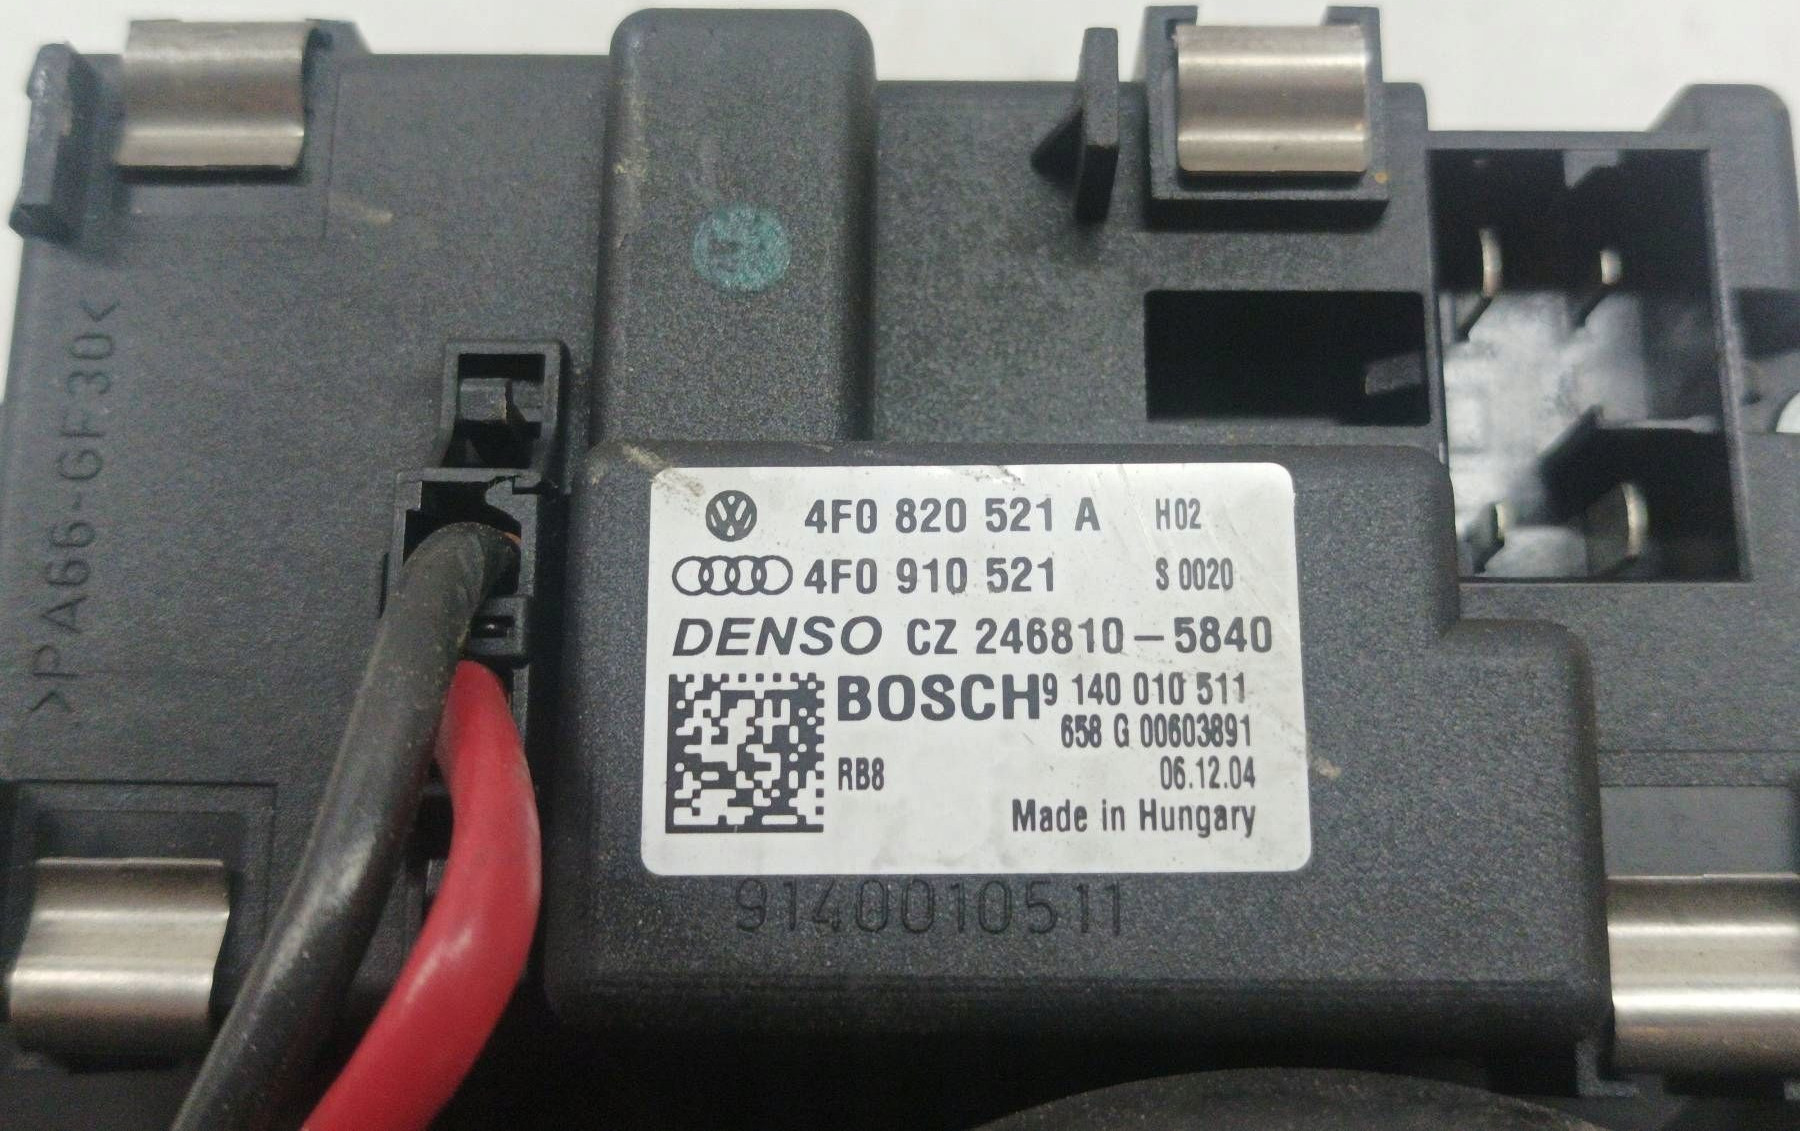 >PA66-GF30<
4F0 820 521 A H02
4F0 910 521 S 0020
DENSO CZ 246810-5840
BOSCH 9 140 010 511
658 G 00603891
RB8 06.12.04
Made in Hungary
9140010511